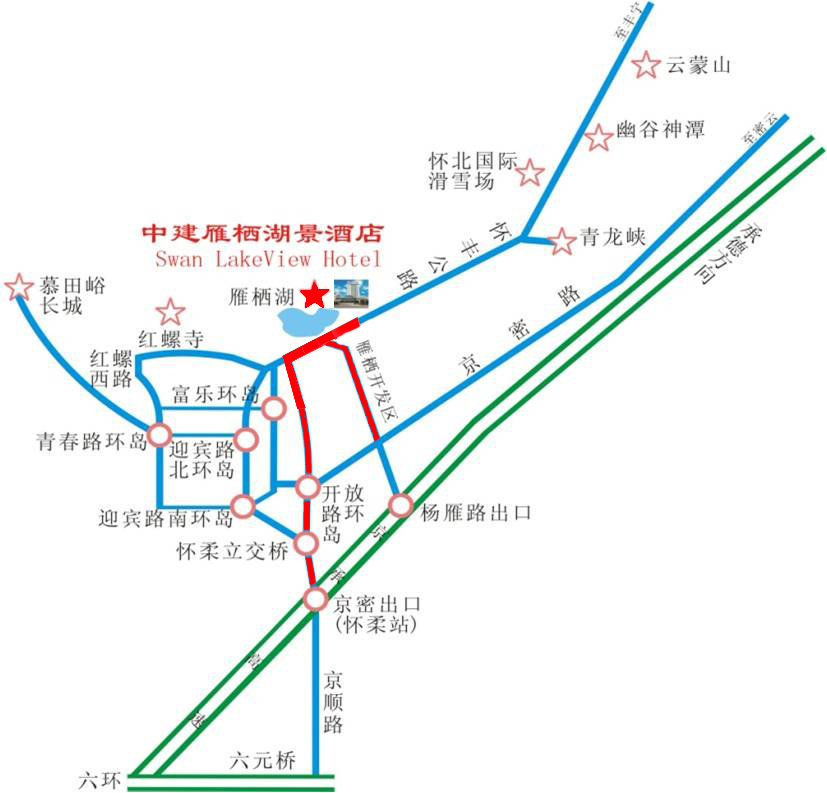 至丰宁
云蒙山
幽谷神潭
至密云
怀北国际
滑雪场
中建雁栖湖景酒店
Swan LakeView Hotel
怀丰公路
青龙峡
承德方向
慕田峪
长城
雁栖湖
红螺寺
京密路
雁栖开发区
红螺
西路
富乐环岛
青春路环岛
迎宾路
北环岛
迎宾路南环岛
开放
路环
岛
杨雁路出口
怀柔立交桥
京承高速
京密出口
(怀柔站)
京顺路
六元桥
六环